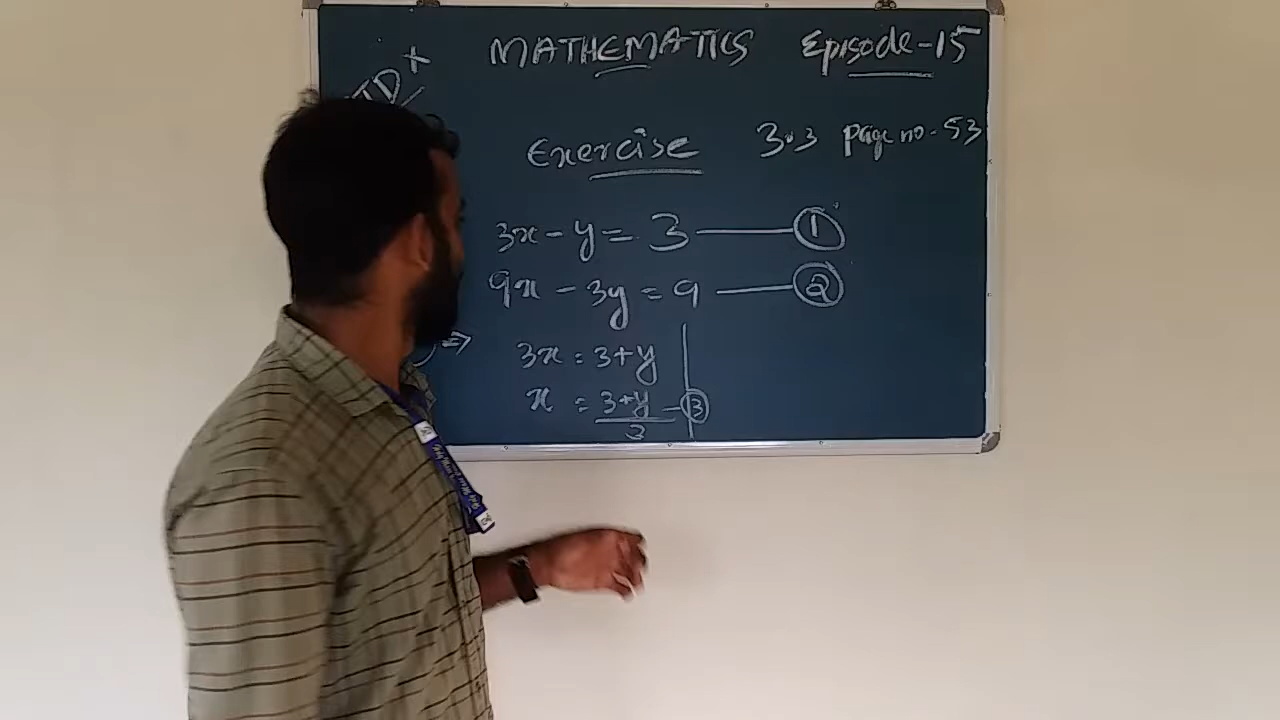 MATHEMATICS Episode-15
STD X
Exercise 3.3 page no-53
3x - y = 3 ——— ①
9x - 3y = 9 ——— ②
⇒ 3x = 3+y
x = 3+y/3 — ③